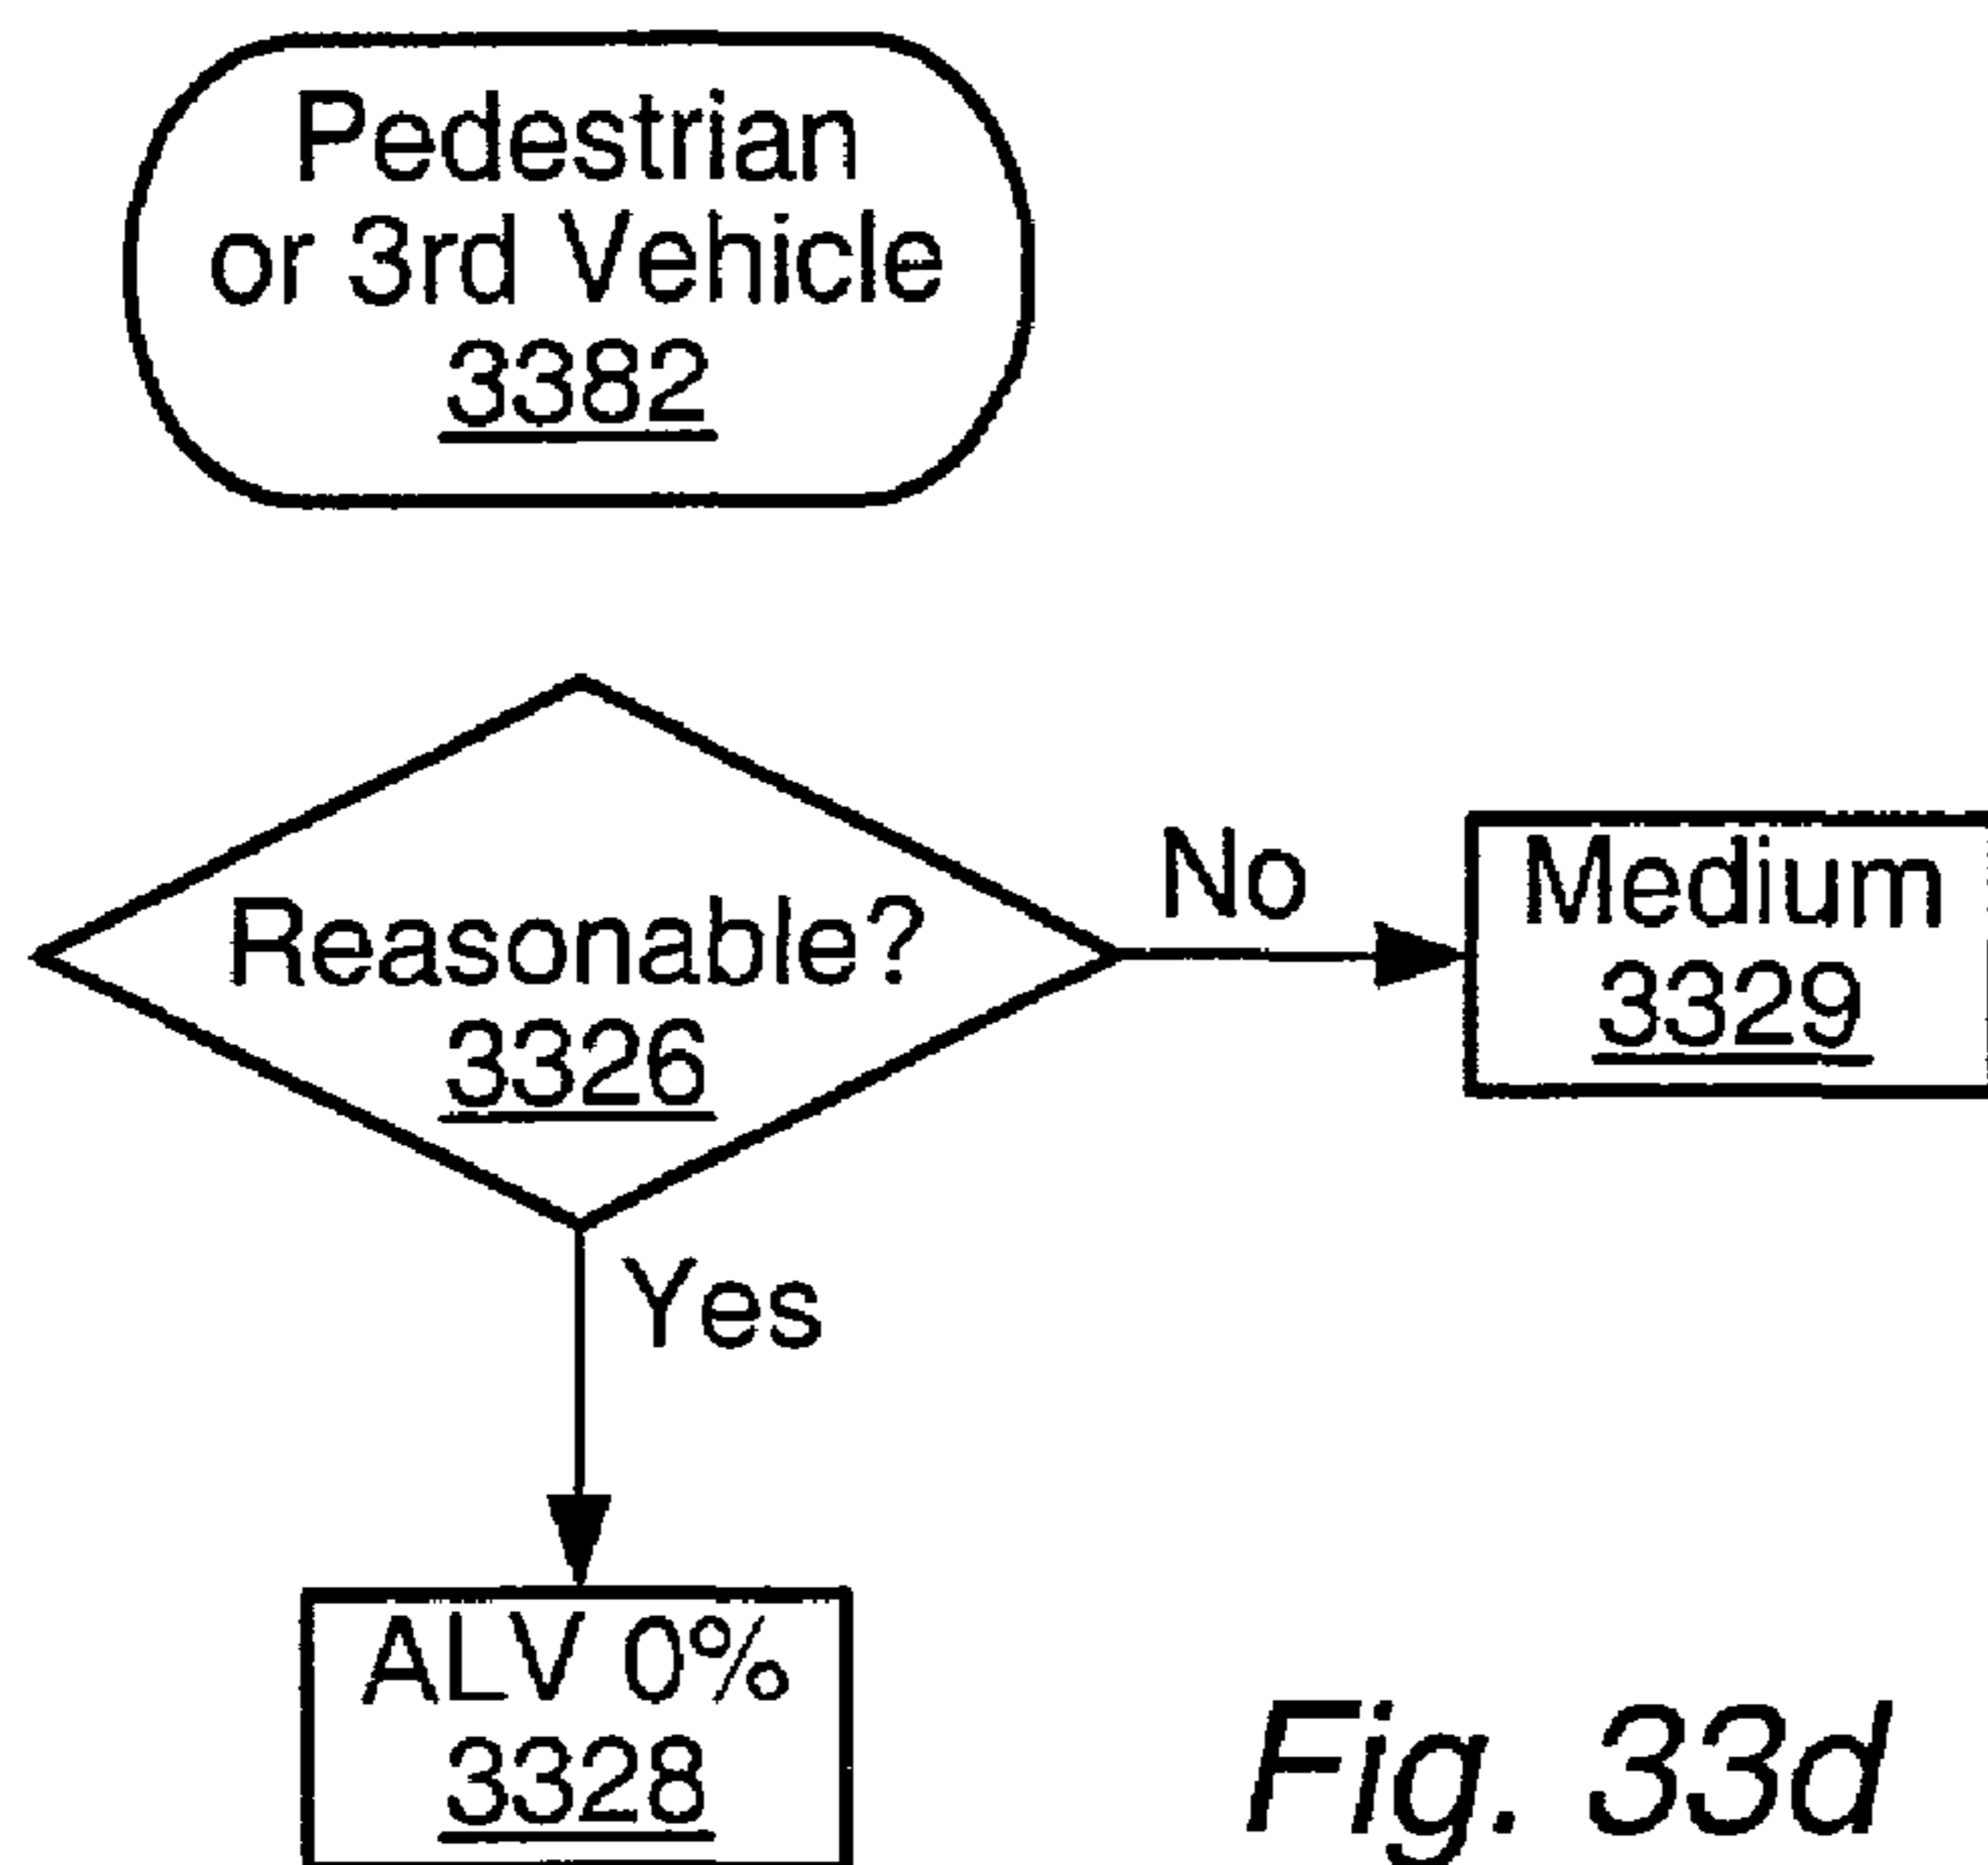 Pedestrian
or 3rd Vehicle
3382
Reasonable?
3326
No
Medium
3329
Yes
ALV 0%
3328
Fig. 33d